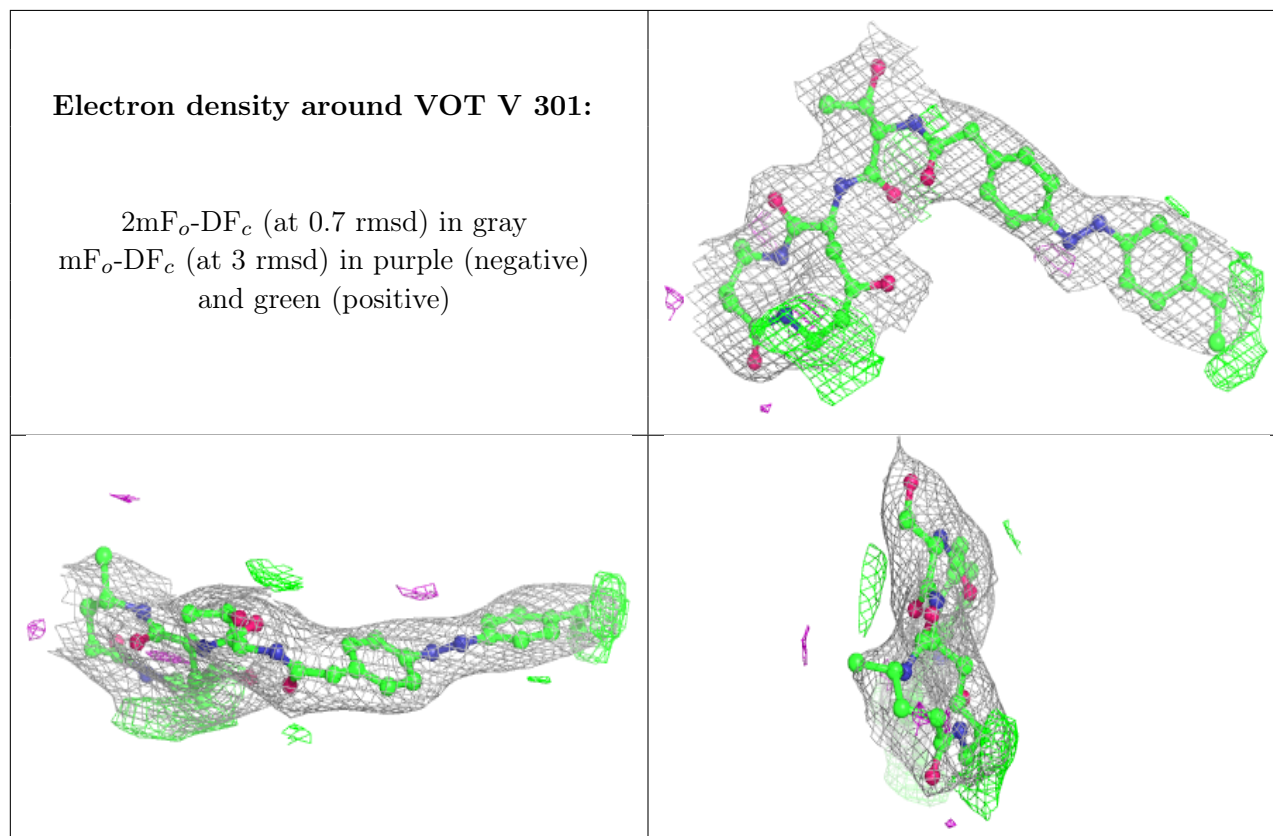 Electron density around VOT V 301:
2mFo-DFc (at 0.7 rmsd) in gray
mFo-DFc (at 3 rmsd) in purple (negative)
and green (positive)